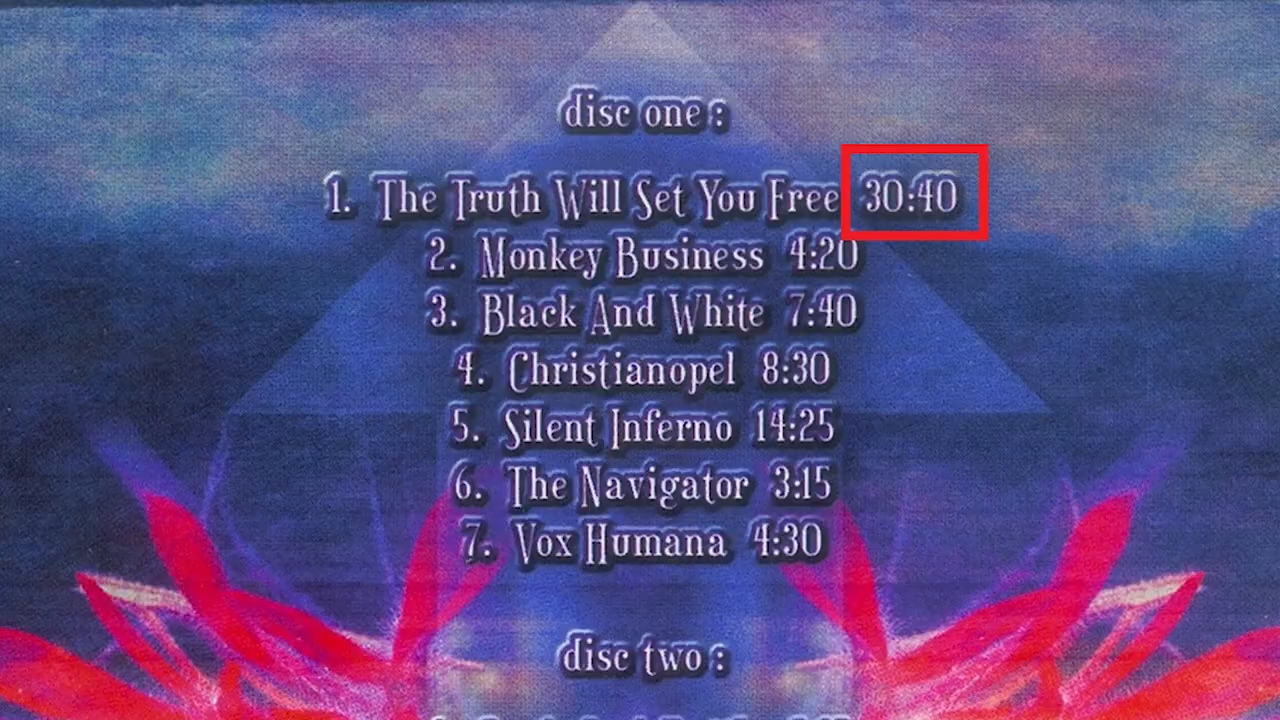 disc one :
1. The Truth Will Set You Free 30:40
2. Monkey Business 4:20
3. Black And White 7:40
4. Christianopel 8:30
5. Silent Inferno 14:25
6. The Navigator 3:15
7. Vox Humana 4:30
disc two :